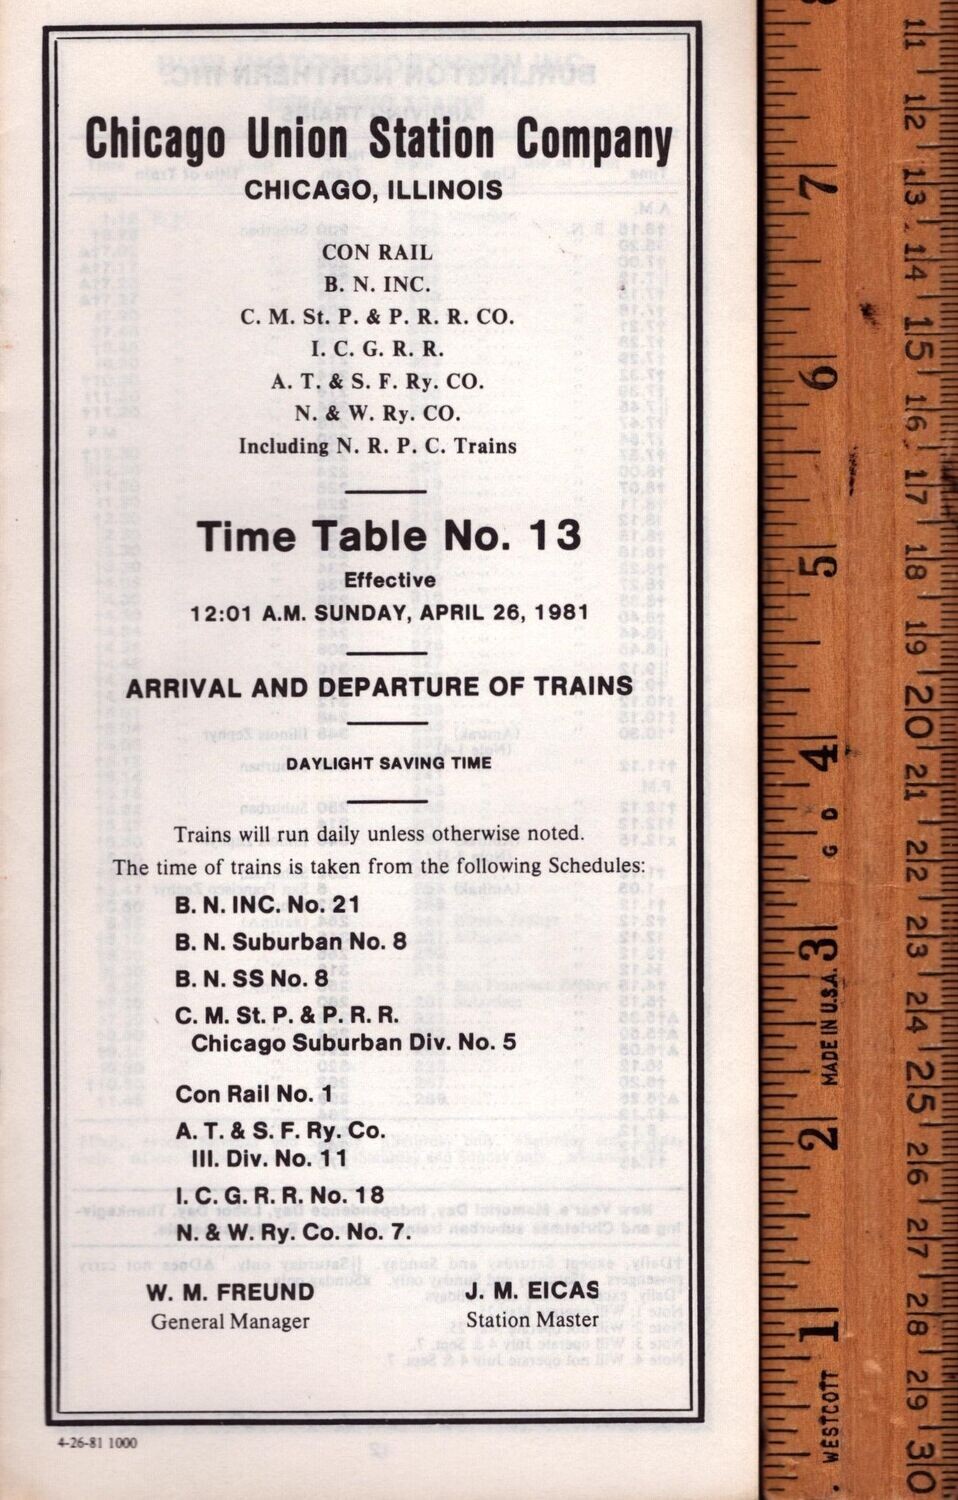 Chicago Union Station Company
CHICAGO, ILLINOIS
CON RAIL
B. N. INC.
C. M. St. P. & P. R. R. CO.
I. C. G. R. R.
A. T. & S. F. Ry. CO.
N. & W. Ry. CO.
Including N. R. P. C. Trains
Time Table No. 13
Effective
12:01 A.M. SUNDAY, APRIL 26, 1981
ARRIVAL AND DEPARTURE OF TRAINS
DAYLIGHT SAVING TIME
Trains will run daily unless otherwise noted.
The time of trains is taken from the following Schedules:
B. N. INC. No. 21
B. N. Suburban No. 8
B. N. SS No. 8
C. M. St. P. & P. R. R.
Chicago Suburban Div. No. 5
Con Rail No. 1
A. T. & S. F. Ry. Co.
Ill. Div. No. 11
I. C. G. R. R. No. 18
N. & W. Ry. Co. No. 7.
W. M. FREUND
General Manager
J. M. EICAS
Station Master
4-26-81 1000
WESTCOTT
MADE IN U.S.A.
1
2
3
4
5
6
7
11
12
13
14
15
16
17
18
19
20
21
22
23
24
25
26
27
28
29
30